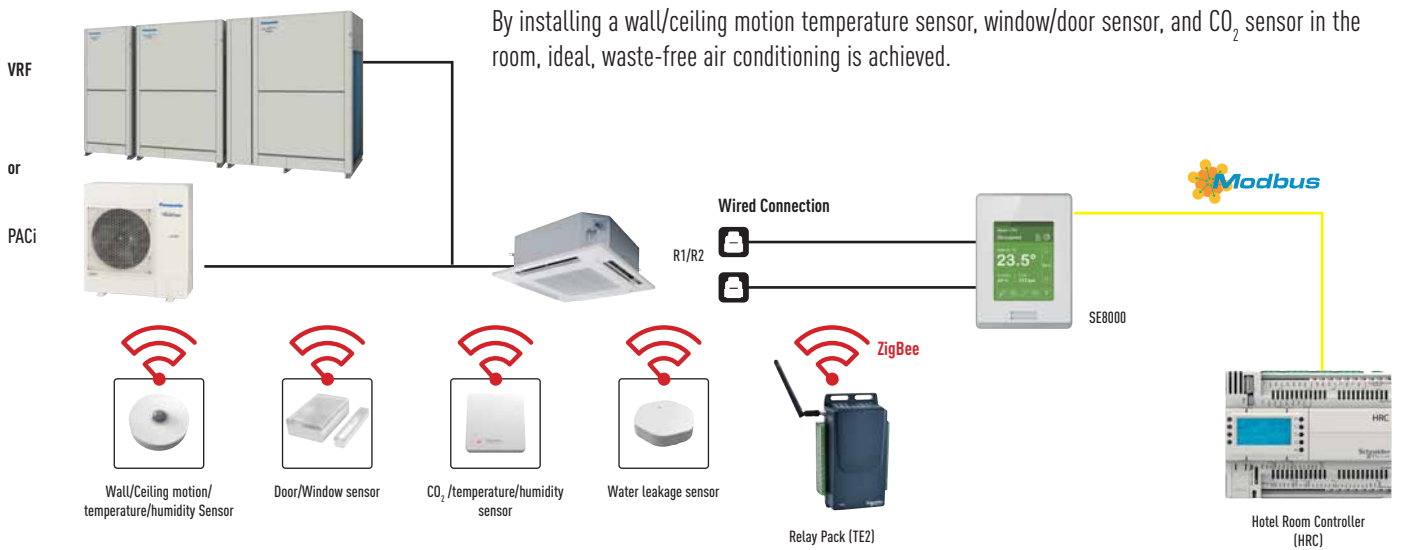 By installing a wall/ceiling motion temperature sensor, window/door sensor, and CO₂ sensor in the
room, ideal, waste-free air conditioning is achieved.
VRF
or
PACi
R1/R2
Wired Connection
Modbus
23.5°
SE8000
ZigBee
HRC
Schneider
Wall/Ceiling motion/
temperature/humidity Sensor
Door/Window sensor
CO₂ /temperature/humidity
sensor
Water leakage sensor
Relay Pack (TE2)
Hotel Room Controller
(HRC)